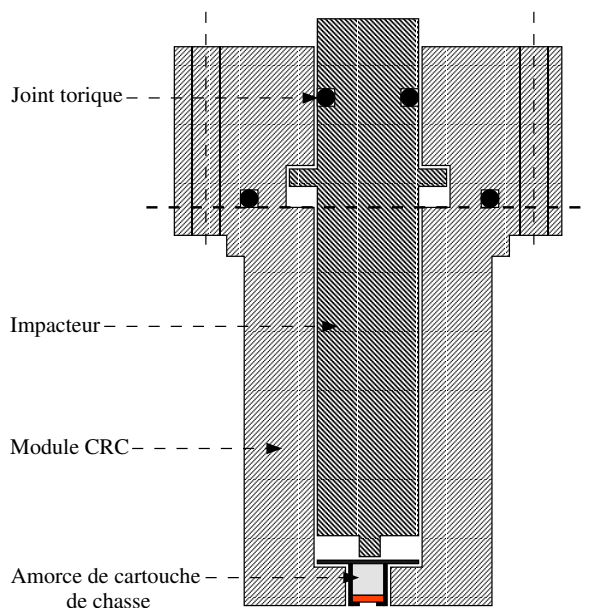 Joint torique
Impacteur
Module CRC
Amorce de cartouche
de chasse